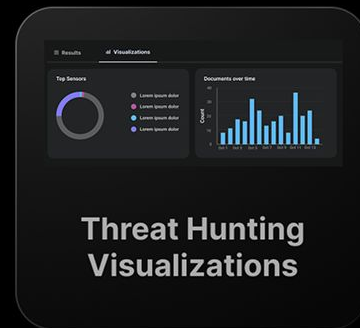 Results
Visualizations
Top Sensors
Lorem ipsum dolor
Lorem ipsum dolor
Lorem ipsum dolor
Lorem ipsum dolor
Documents over time
Count
Threat Hunting
Visualizations